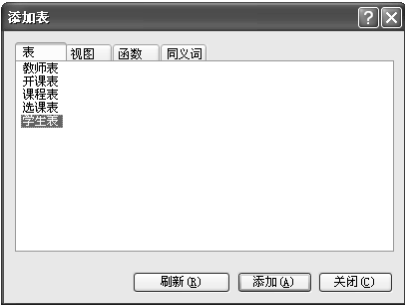 添加表
表 视图 函数 同义词
教师表
开课表
课程表
选课表
学生表
刷新(R) 添加(A) 关闭(C)